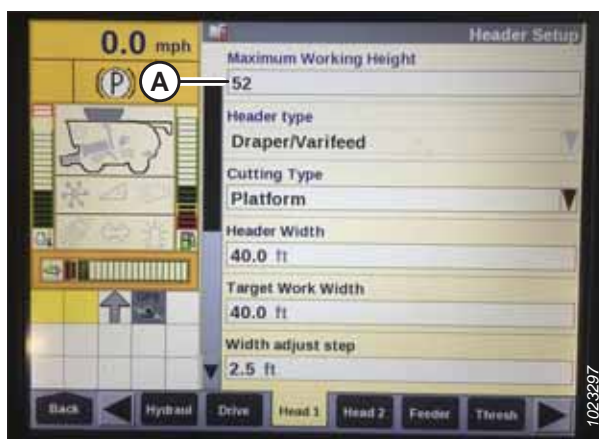 0.0 mph
Header Setup
(P)
A
Maximum Working Height
52
Header type
Draper/Varifeed
Cutting Type
Platform
Header Width
40.0 ft
Target Work Width
40.0 ft
Width adjust step
2.5 ft
Back
Hydraul
Drive
Head 1
Head 2
Feeder
Thresh
1023297